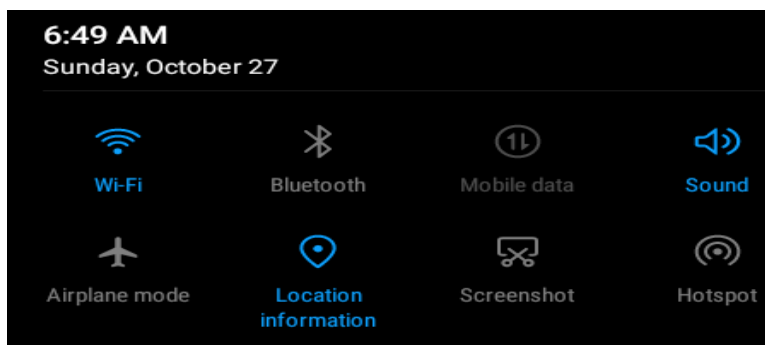 6:49 AM
Sunday, October 27
Wi-Fi
Bluetooth
Mobile data
Sound
Airplane mode
Location
information
Screenshot
Hotspot